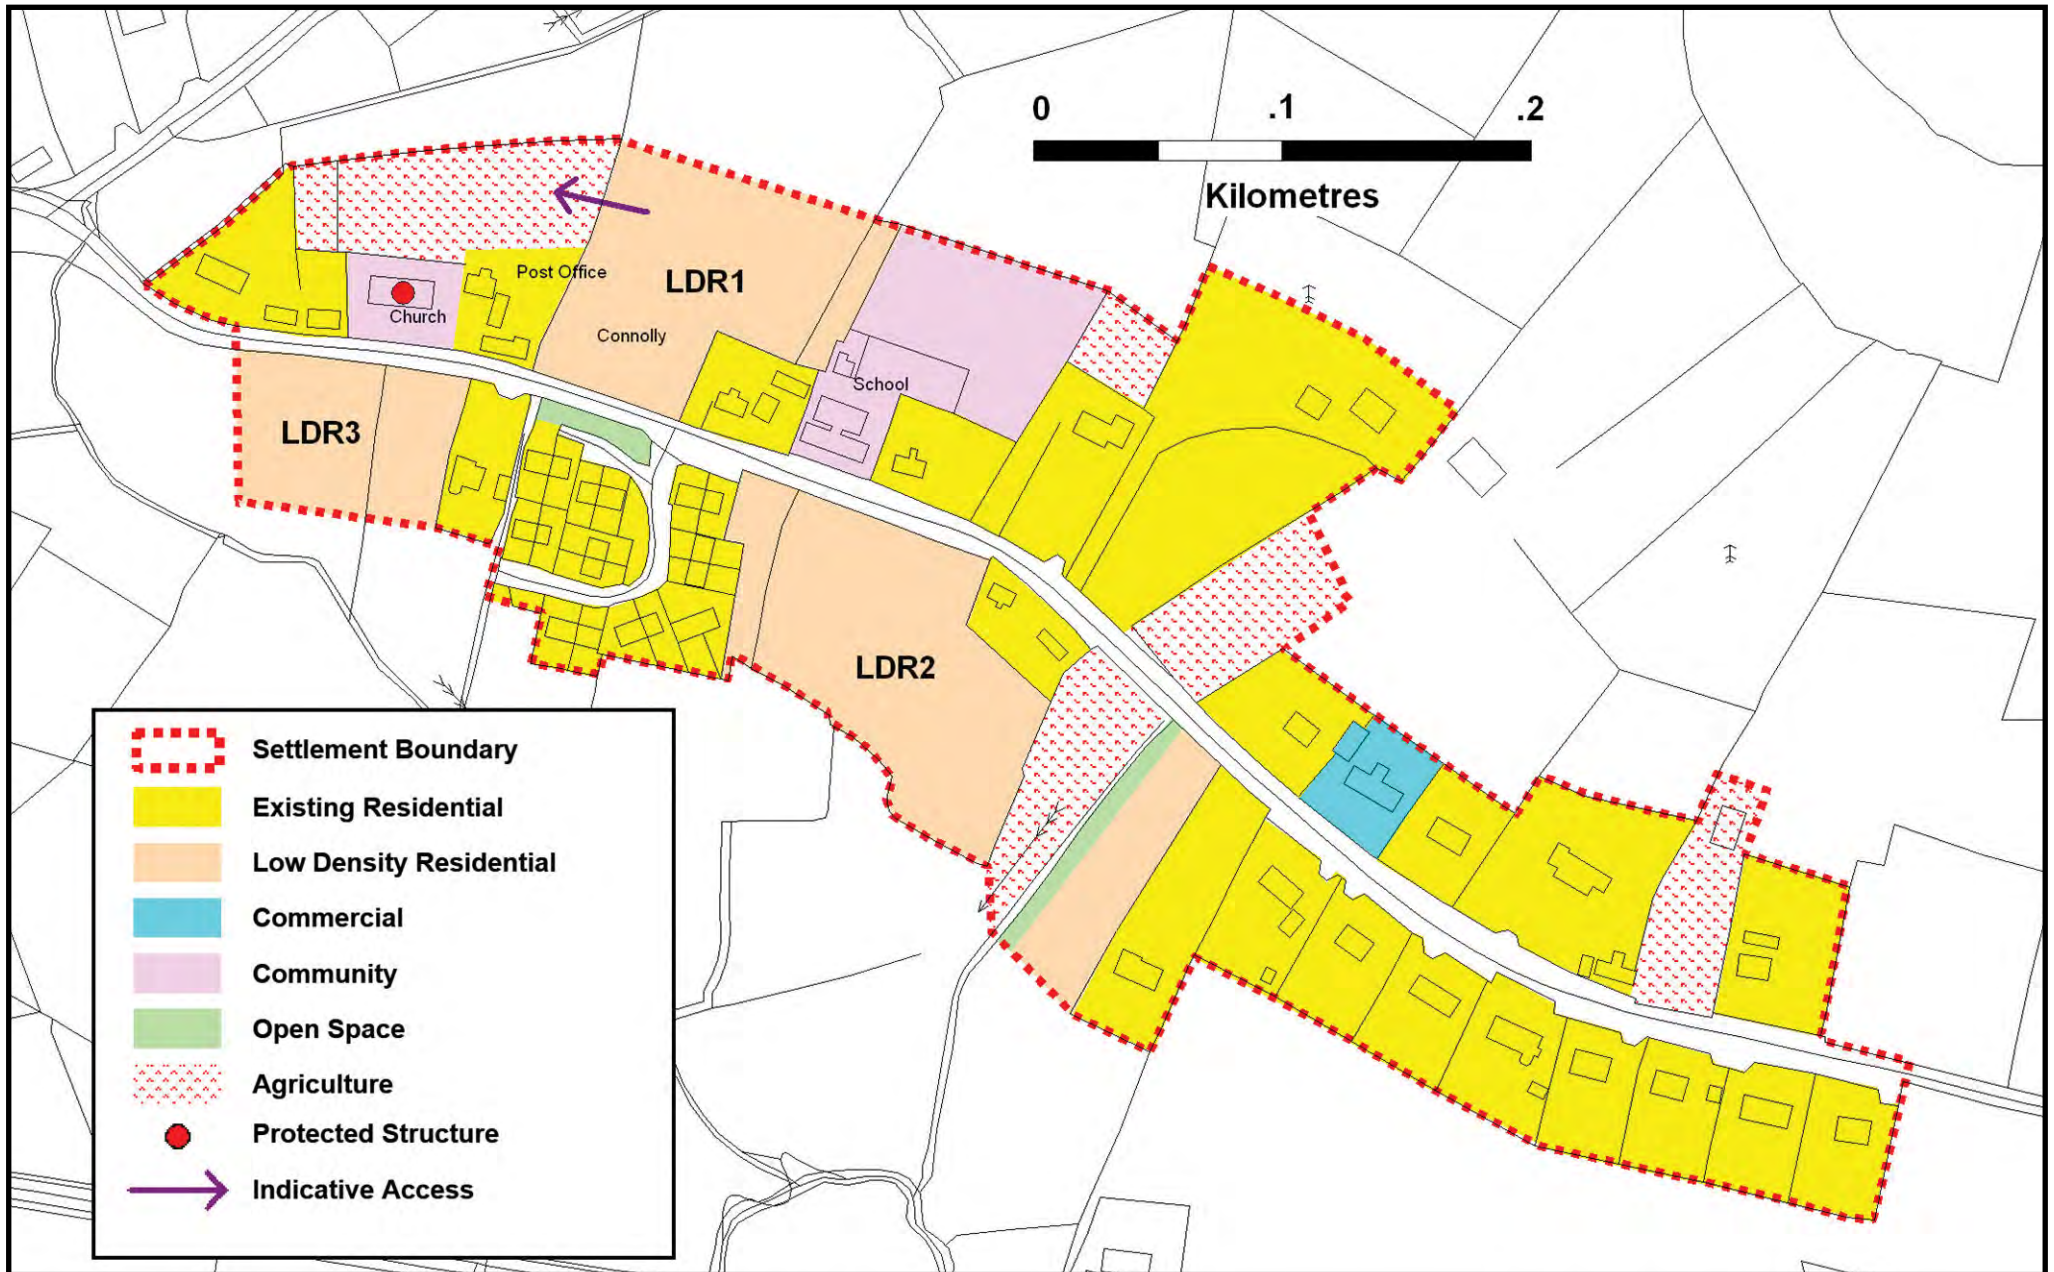 0 .1 .2
Kilometres
Post Office
LDR1
Church
Connolly
School
LDR3
LDR2
Settlement Boundary
Existing Residential
Low Density Residential
Commercial
Community
Open Space
Agriculture
Protected Structure
Indicative Access